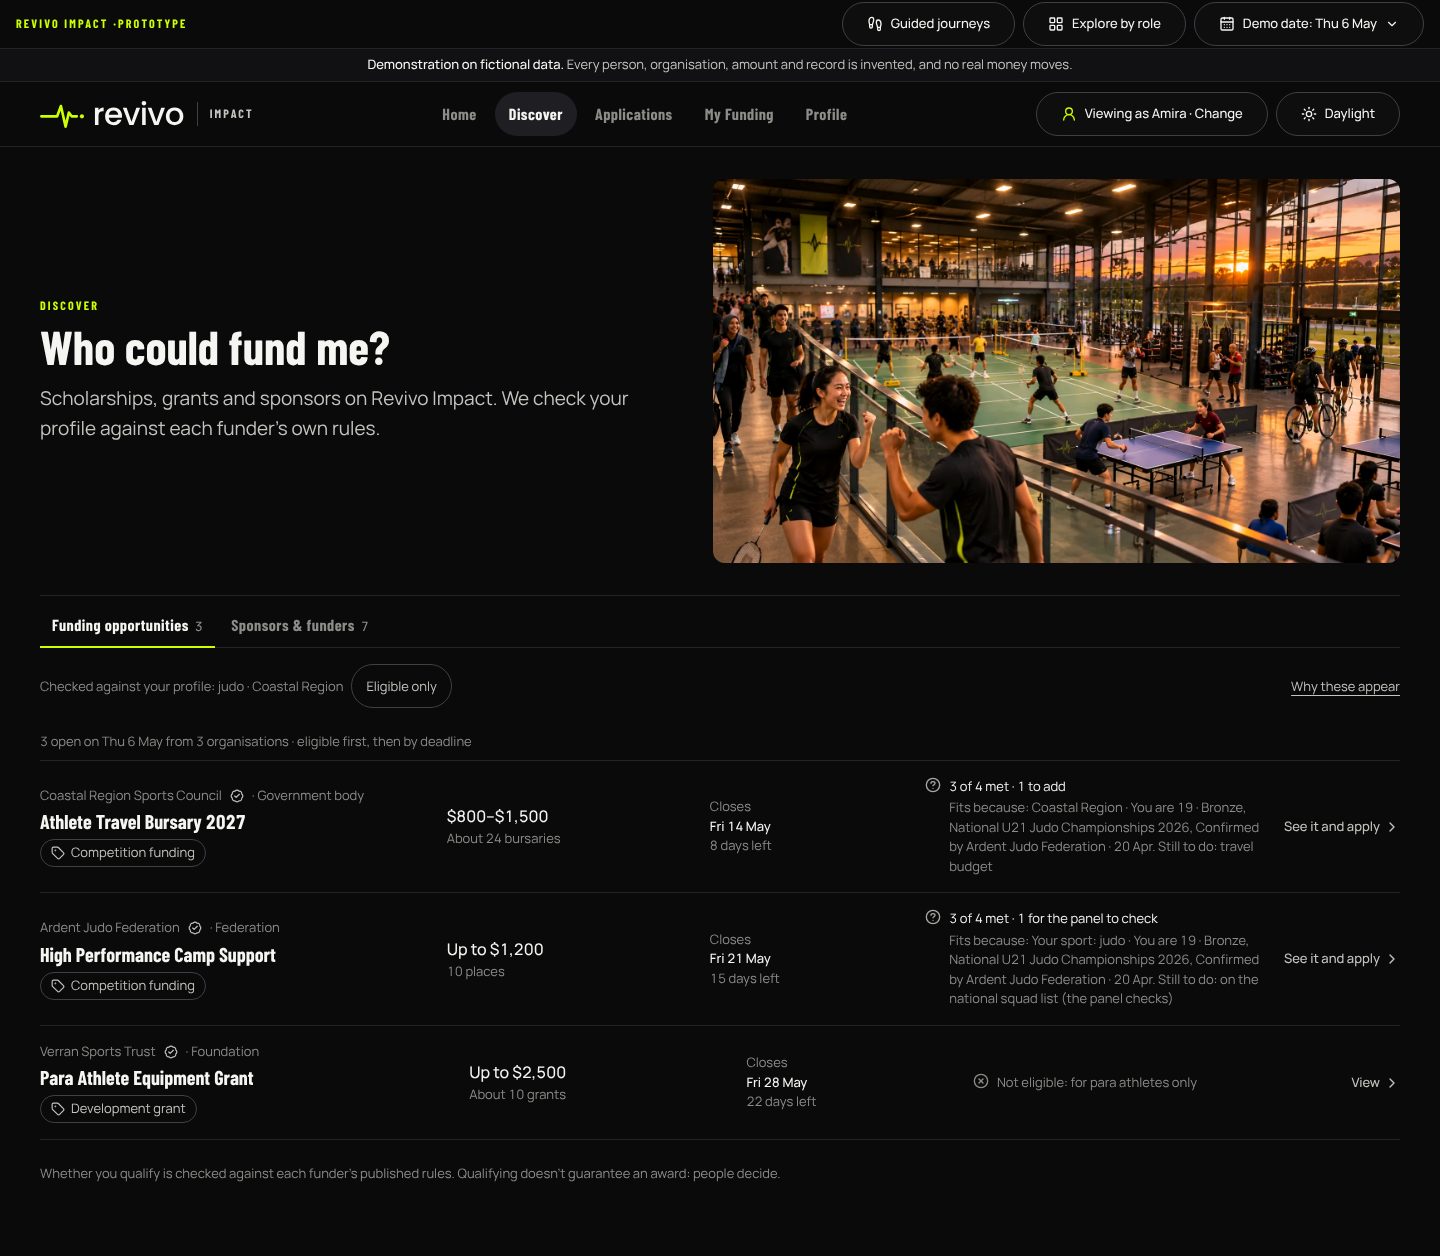 REVIVO IMPACT ·PROTOTYPE
Guided journeys
Explore by role
Demo date: Thu 6 May
Demonstration on fictional data. Every person, organisation, amount and record is invented, and no real money moves.
revivo
IMPACT
Home
Discover
Applications
My Funding
Profile
Viewing as Amira · Change
Daylight
DISCOVER
Who could fund me?
Scholarships, grants and sponsors on Revivo Impact. We check your
profile against each funder's own rules.
Funding opportunities 3
Sponsors & funders 7
Checked against your profile: judo · Coastal Region
Eligible only
Why these appear
3 open on Thu 6 May from 3 organisations · eligible first, then by deadline
Coastal Region Sports Council · Government body
Athlete Travel Bursary 2027
Competition funding
$800–$1,500
About 24 bursaries
Closes
Fri 14 May
8 days left
3 of 4 met · 1 to add
Fits because: Coastal Region · You are 19 · Bronze,
National U21 Judo Championships 2026, Confirmed
by Ardent Judo Federation · 20 Apr. Still to do: travel
budget
See it and apply
Ardent Judo Federation · Federation
High Performance Camp Support
Competition funding
Up to $1,200
10 places
Closes
Fri 21 May
15 days left
3 of 4 met · 1 for the panel to check
Fits because: Your sport: judo · You are 19 · Bronze,
National U21 Judo Championships 2026, Confirmed
by Ardent Judo Federation · 20 Apr. Still to do: on the
national squad list (the panel checks)
See it and apply
Verran Sports Trust · Foundation
Para Athlete Equipment Grant
Development grant
Up to $2,500
About 10 grants
Closes
Fri 28 May
22 days left
Not eligible: for para athletes only
View
Whether you qualify is checked against each funder's published rules. Qualifying doesn't guarantee an award: people decide.